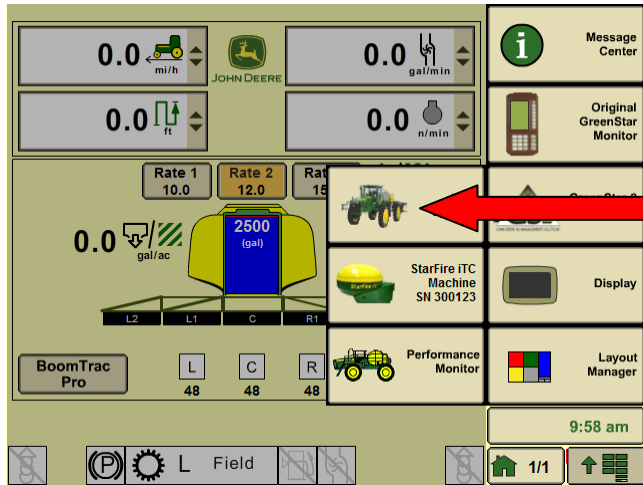 0.0
mi/h
JOHN DEERE
0.0
gal/min
0.0
ft
0.0
n/min
Rate 1
10.0
Rate 2
12.0
Rat
15
2500
(gal)
0.0
gal/ac
L2
L1
C
R1
BoomTrac
Pro
L
C
R
48
48
48
StarFire iTC
Machine
SN 300123
Performance
Monitor
Message
Center
Original
GreenStar
Monitor
Display
Layout
Manager
9:58 am
P
L
Field
1/1